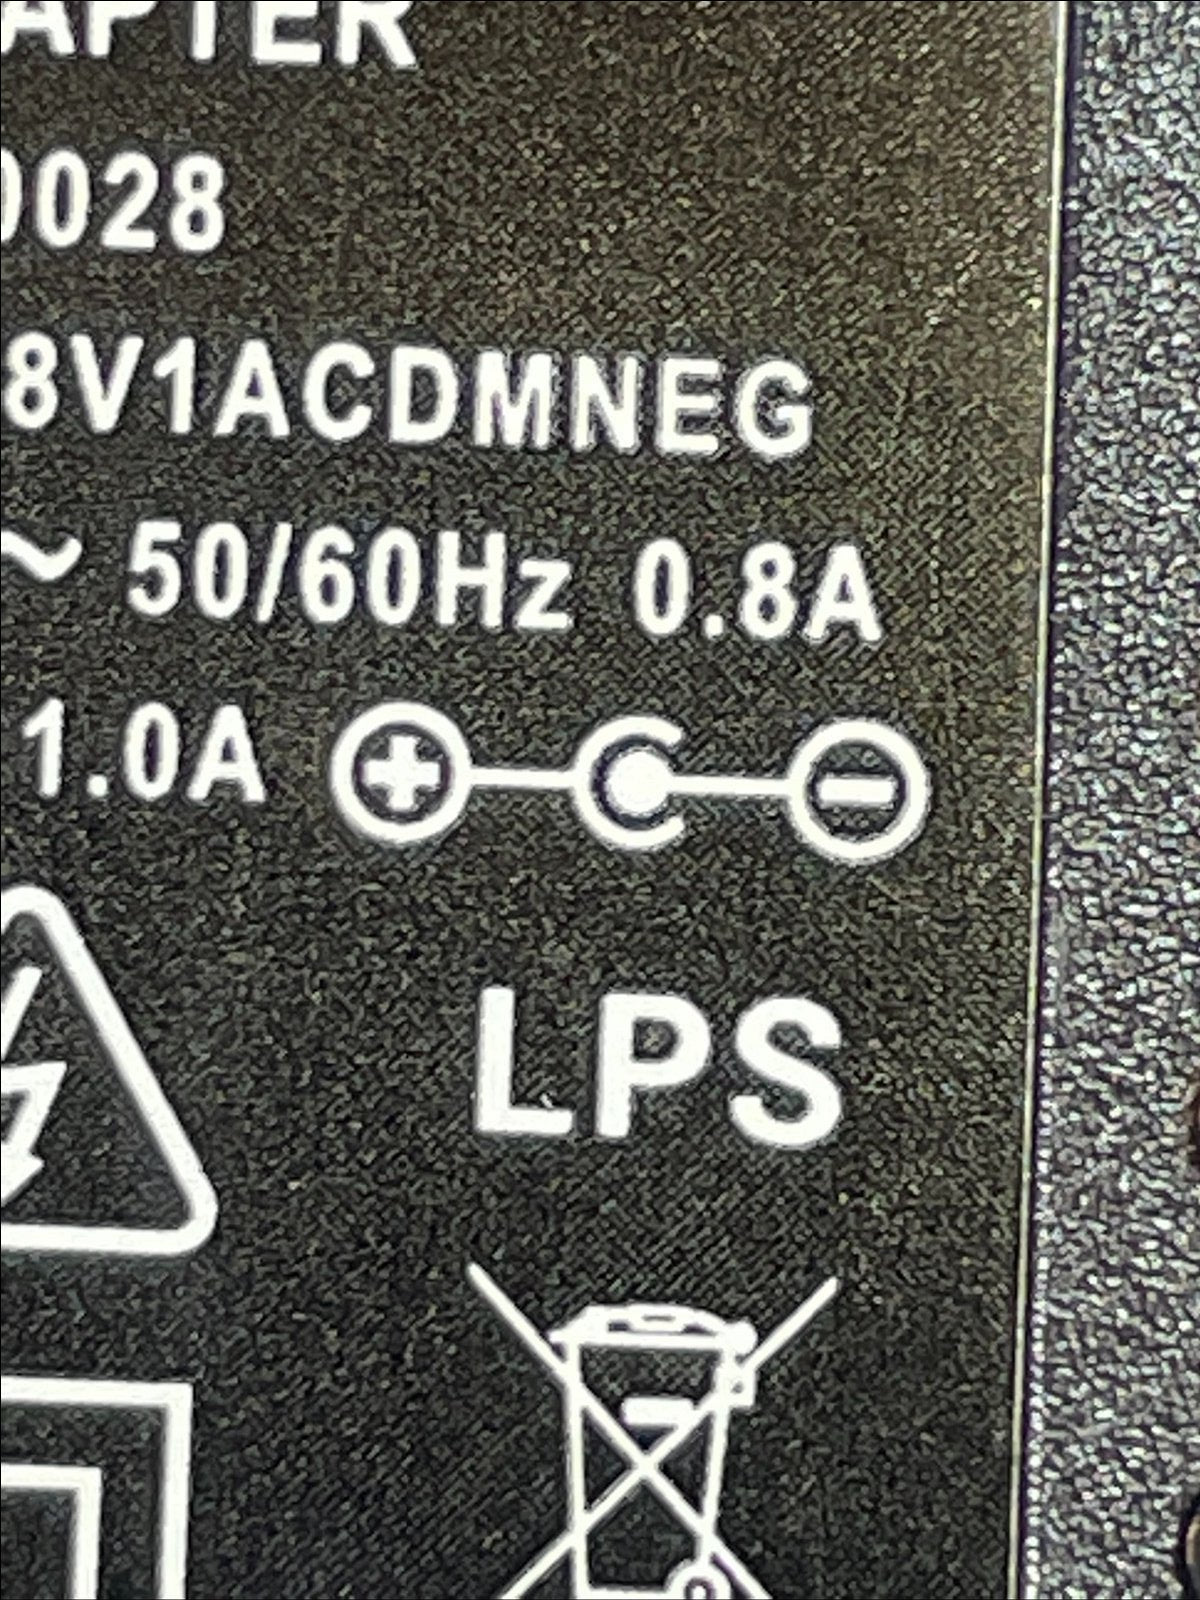 APTER
0028
8V1ACDMNEG
~ 50/60Hz 0.8A
1.0A
LPS